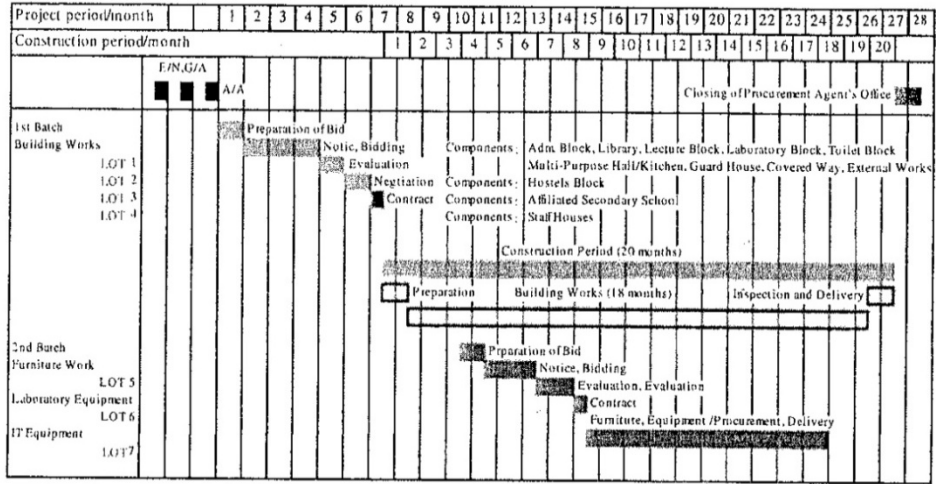 Project period/month 1 2 3 4 5 6 7 8 9 10 11 12 13 14 15 16 17 18 19 20 21 22 23 24 25 26 27 28
Construction period/month 1 2 3 4 5 6 7 8 9 10 11 12 13 14 15 16 17 18 19 20
E/N,G/A
A/A
Closing of Procurement Agent's Office
1st Batch
Preparation of Bid
Building Works
Notic, Bidding Components; Adm. Block, Library, Lecture Block, Laboratory Block, Toilet Block
LOT 1 Evaluation Multi-Purpose Hall/Kitchen, Guard House, Covered Way, External Works
LOT 2 Negtiation Components; Hostels Block
LOT 3 Contract Components; Affiliated Secondary School
LOT 4 Components; Staff Houses
Construction Period (20 months)
Preparation Building Works (18 months) Inspection and Delivery
2nd Batch
Prparation of Bid
Furniture Work
Notice, Bidding
LOT 5 Evaluation, Evaluation
Laboratory Equipment
Contract
LOT 6 Furniture, Equipment /Procurement, Delivery
IT Equipment
LOT7